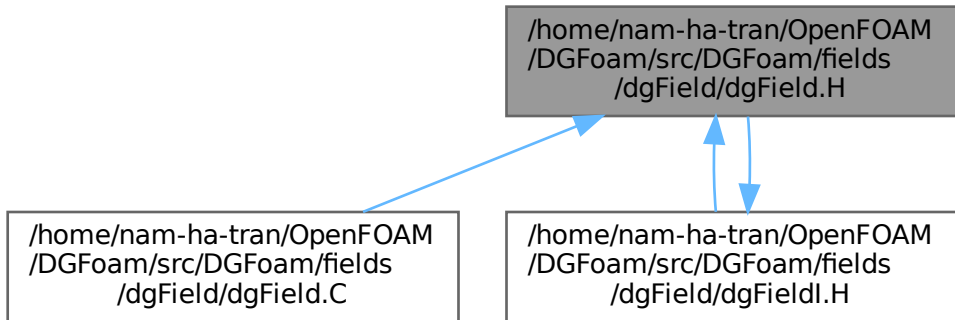 /home/nam-ha-tran/OpenFOAM
/DGFoam/src/DGFoam/fields
/dgField/dgField.H
/home/nam-ha-tran/OpenFOAM
/DGFoam/src/DGFoam/fields
/dgField/dgField.C
/home/nam-ha-tran/OpenFOAM
/DGFoam/src/DGFoam/fields
/dgField/dgFieldI.H